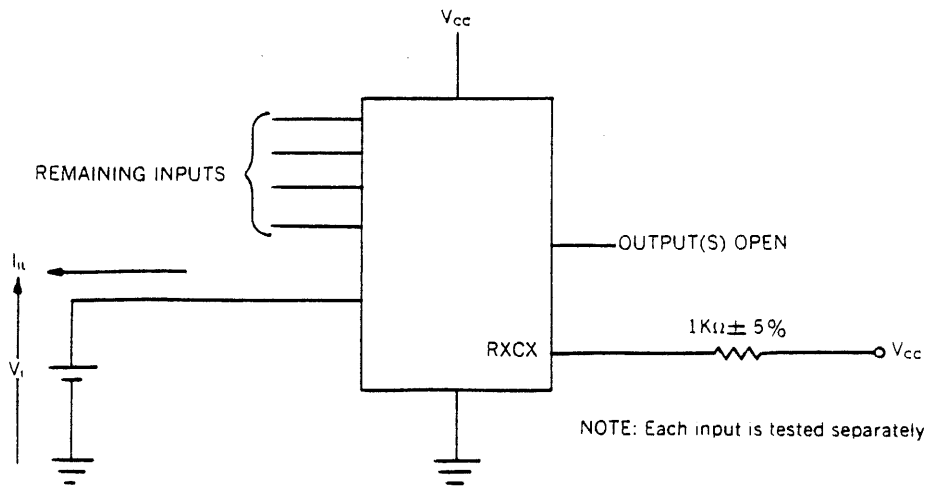 Vcc
REMAINING INPUTS
OUTPUT(S) OPEN
IIL
1KΩ ± 5%
RXCX
Vcc
VI
NOTE: Each input is tested separately